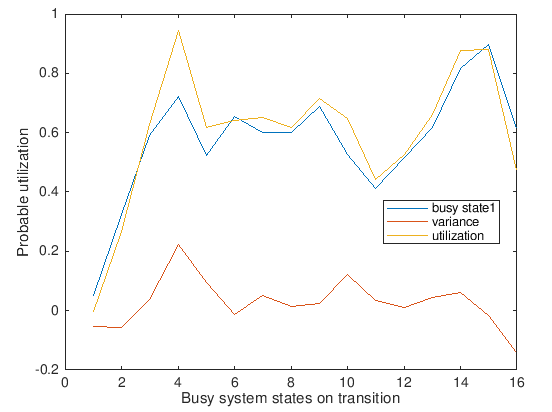 1
0.8
0.6
0.4
0.2
0
-0.2
Probable utilization
busy state1
variance
utilization
0 2 4 6 8 10 12 14 16
Busy system states on transition